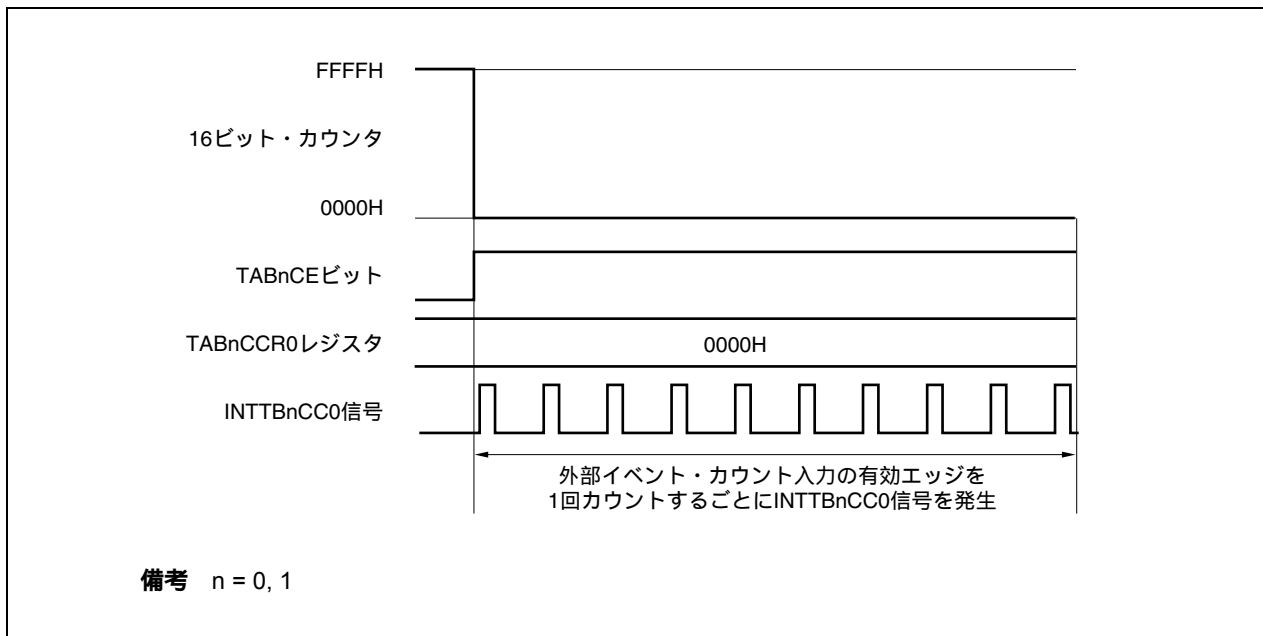 FFFFH
16ビット・カウンタ
0000H
TABnCEビット
TABnCCR0レジスタ
0000H
INTTBnCC0信号
外部イベント・カウント入力の有効エッジを
1回カウントするごとにINTTBnCC0信号を発生
備考 n = 0, 1